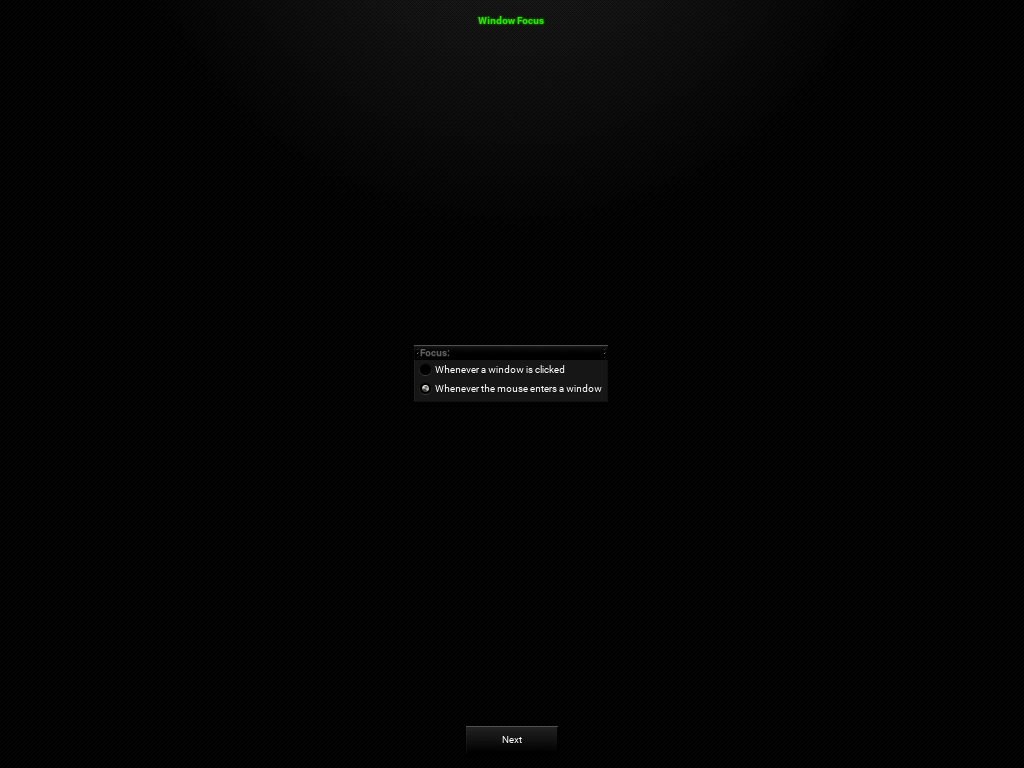 Window Focus
Focus:
Whenever a window is clicked
Whenever the mouse enters a window
Next